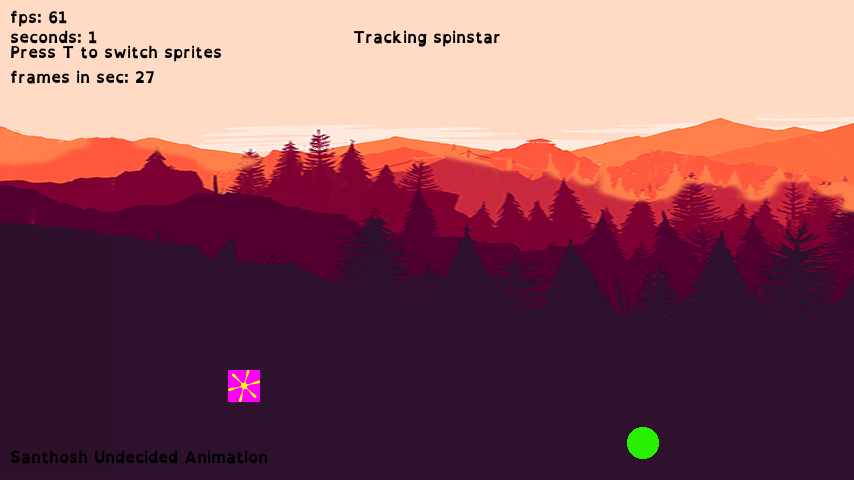 fps: 61
seconds: 1
Press T to switch sprites
frames in sec: 27
Tracking spinstar
Santhosh Undecided Animation